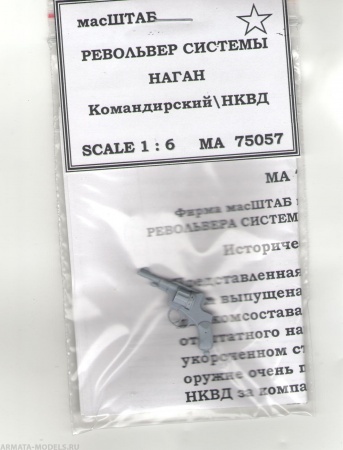 масШТАБ
РЕВОЛЬВЕР СИСТЕМЫ
НАГАН
Командирский\НКВД
SCALE 1 : 6 МА 75057
МА
Фирма масШТАБ
РЕВОЛЬВЕРА СИСТЕМ
Историче
Представленная
выпущена
комсостава
штатного на
укороченном ст
оружие очень п
НКВД за компа
ARMATA-MODELS.RU